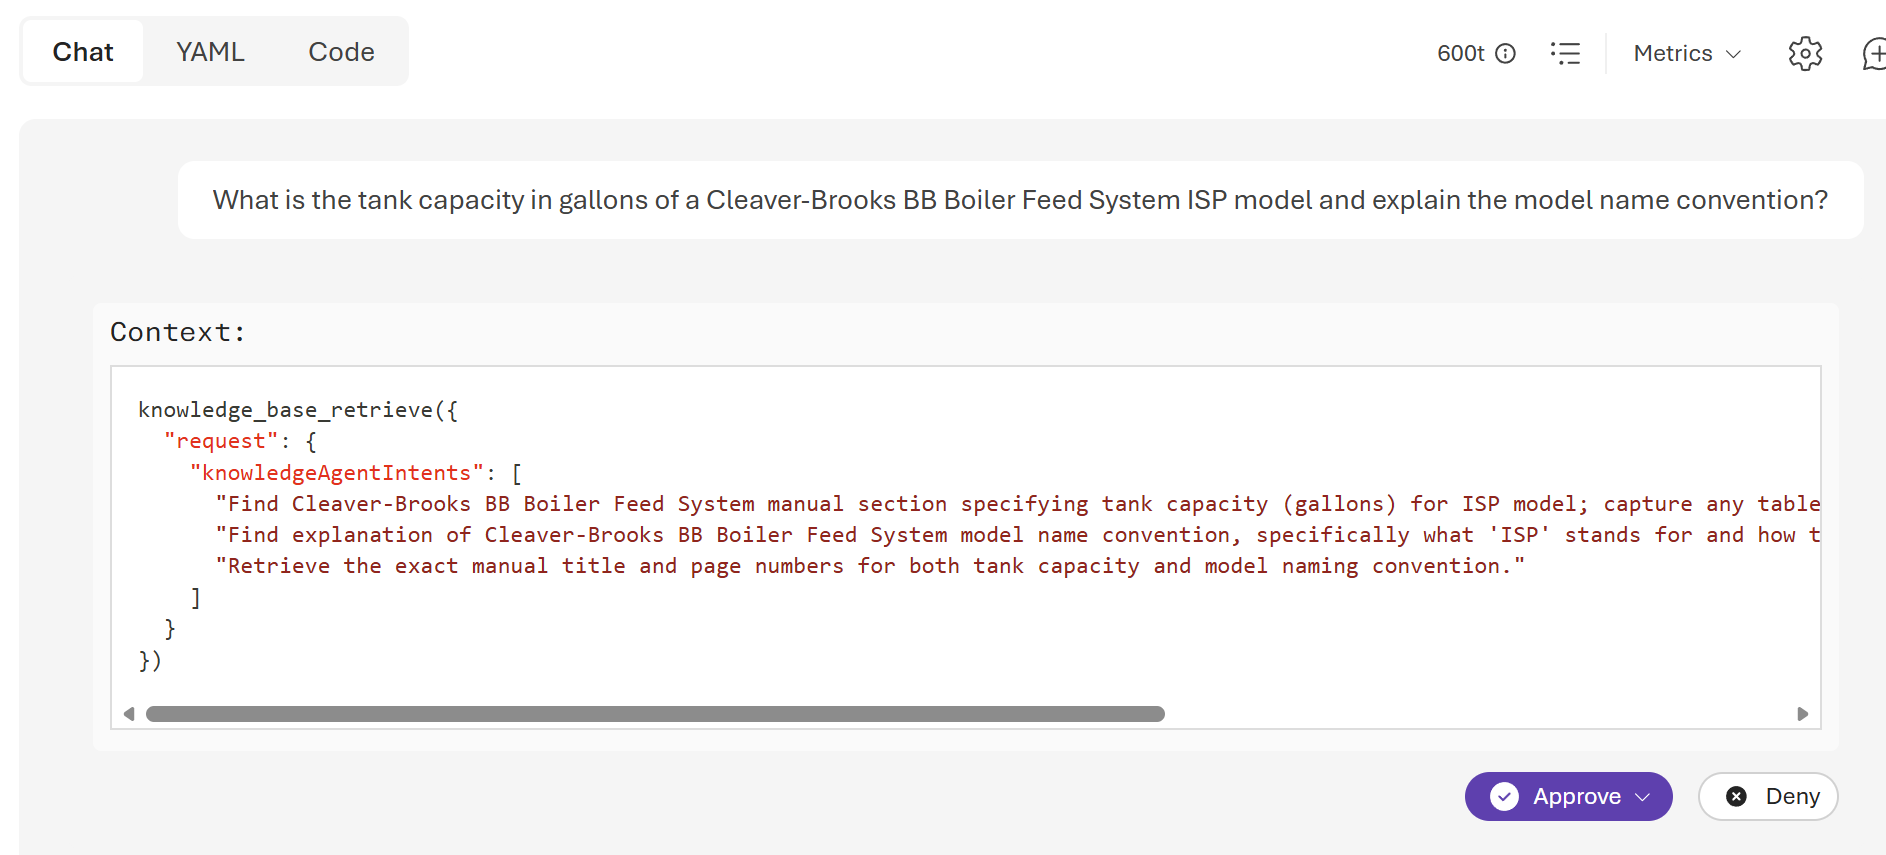 Chat YAML Code 600t Metrics
What is the tank capacity in gallons of a Cleaver-Brooks BB Boiler Feed System ISP model and explain the model name convention?
Context:
knowledge_base_retrieve({
"request": {
"knowledgeAgentIntents": [
"Find Cleaver-Brooks BB Boiler Feed System manual section specifying tank capacity (gallons) for ISP model; capture any table
"Find explanation of Cleaver-Brooks BB Boiler Feed System model name convention, specifically what 'ISP' stands for and how t
"Retrieve the exact manual title and page numbers for both tank capacity and model naming convention."
]
}
})
Approve Deny